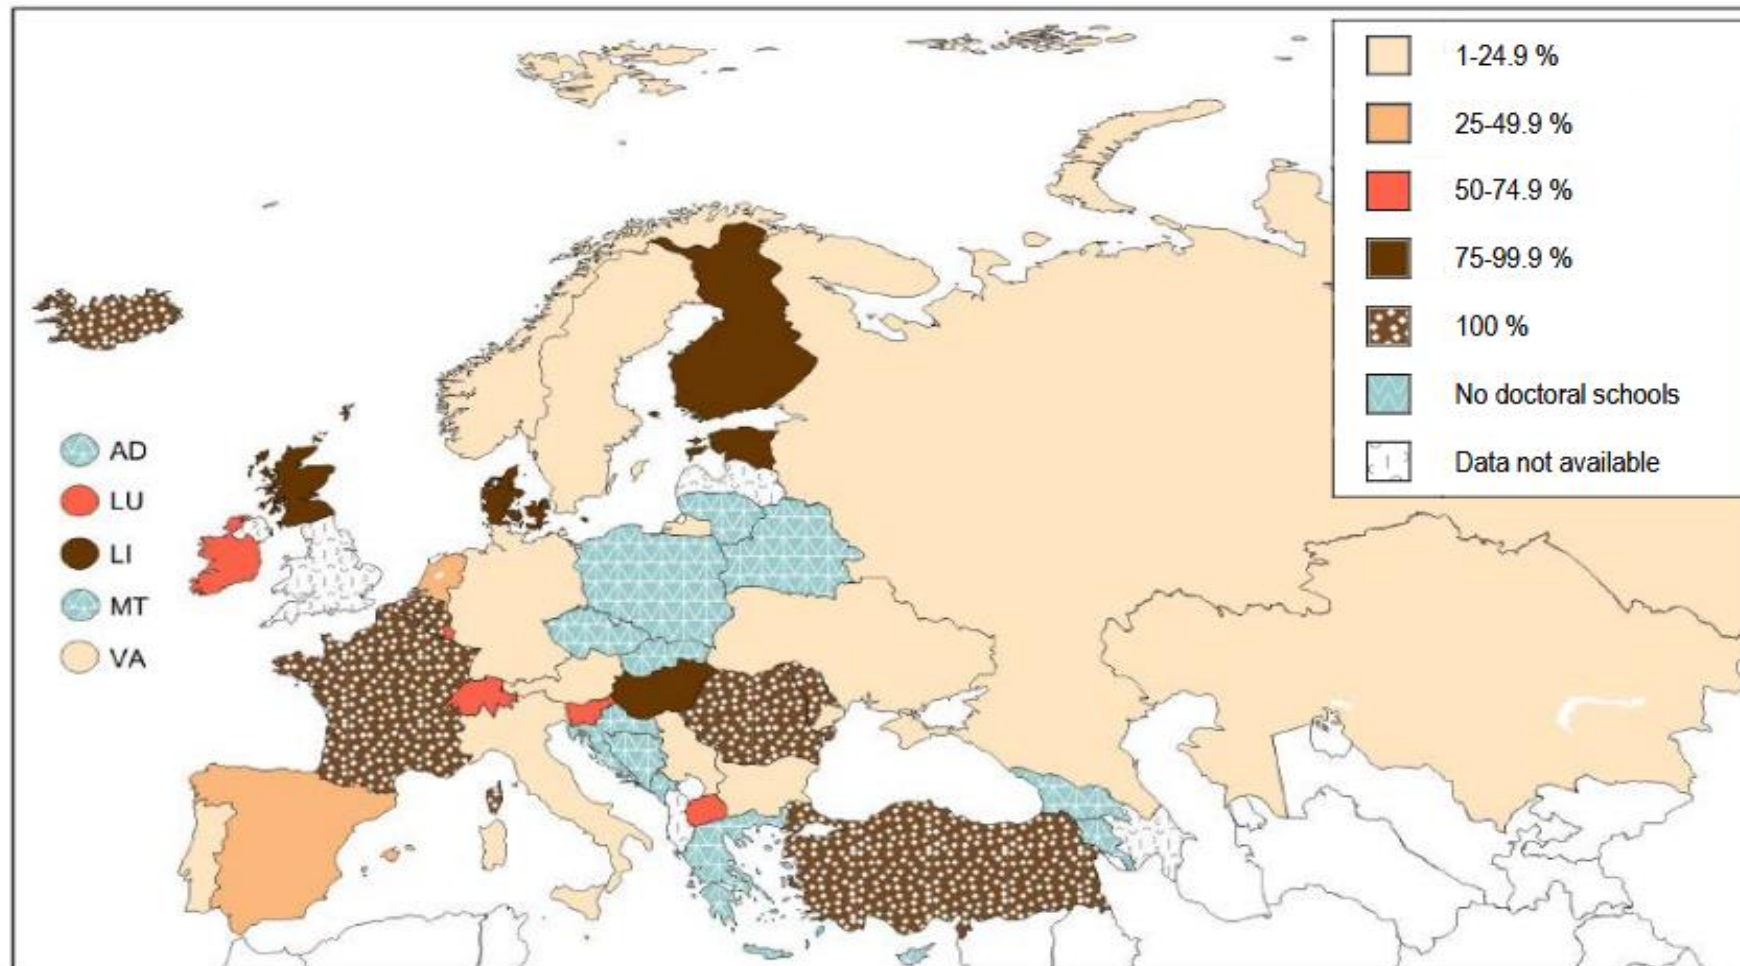 1-24.9 %
25-49.9 %
50-74.9 %
75-99.9 %
100 %
No doctoral schools
Data not available
AD
LU
LI
MT
VA